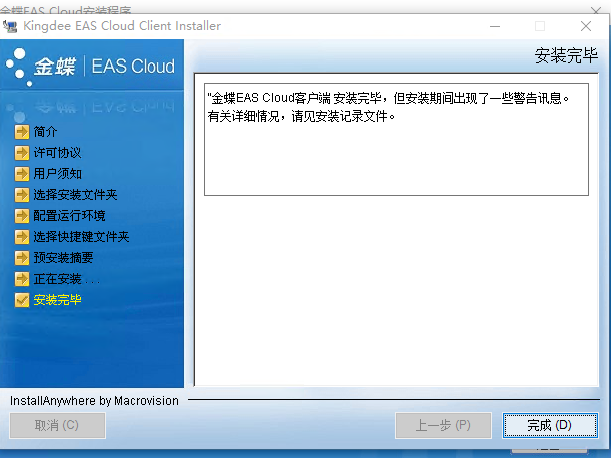 金蝶EAS Cloud安装程序
Kingdee EAS Cloud Client Installer
金蝶 EAS Cloud
安装完毕
"金蝶EAS Cloud客户端 安装完毕，但安装期间出现了一些警告讯息。
有关详细情况，请见安装记录文件。
简介
许可协议
用户须知
选择安装文件夹
配置运行环境
选择快捷键文件夹
预安装摘要
正在安装......
安装完毕
InstallAnywhere by Macrovision
取消 (C)
上一步 (P)
完成 (D)